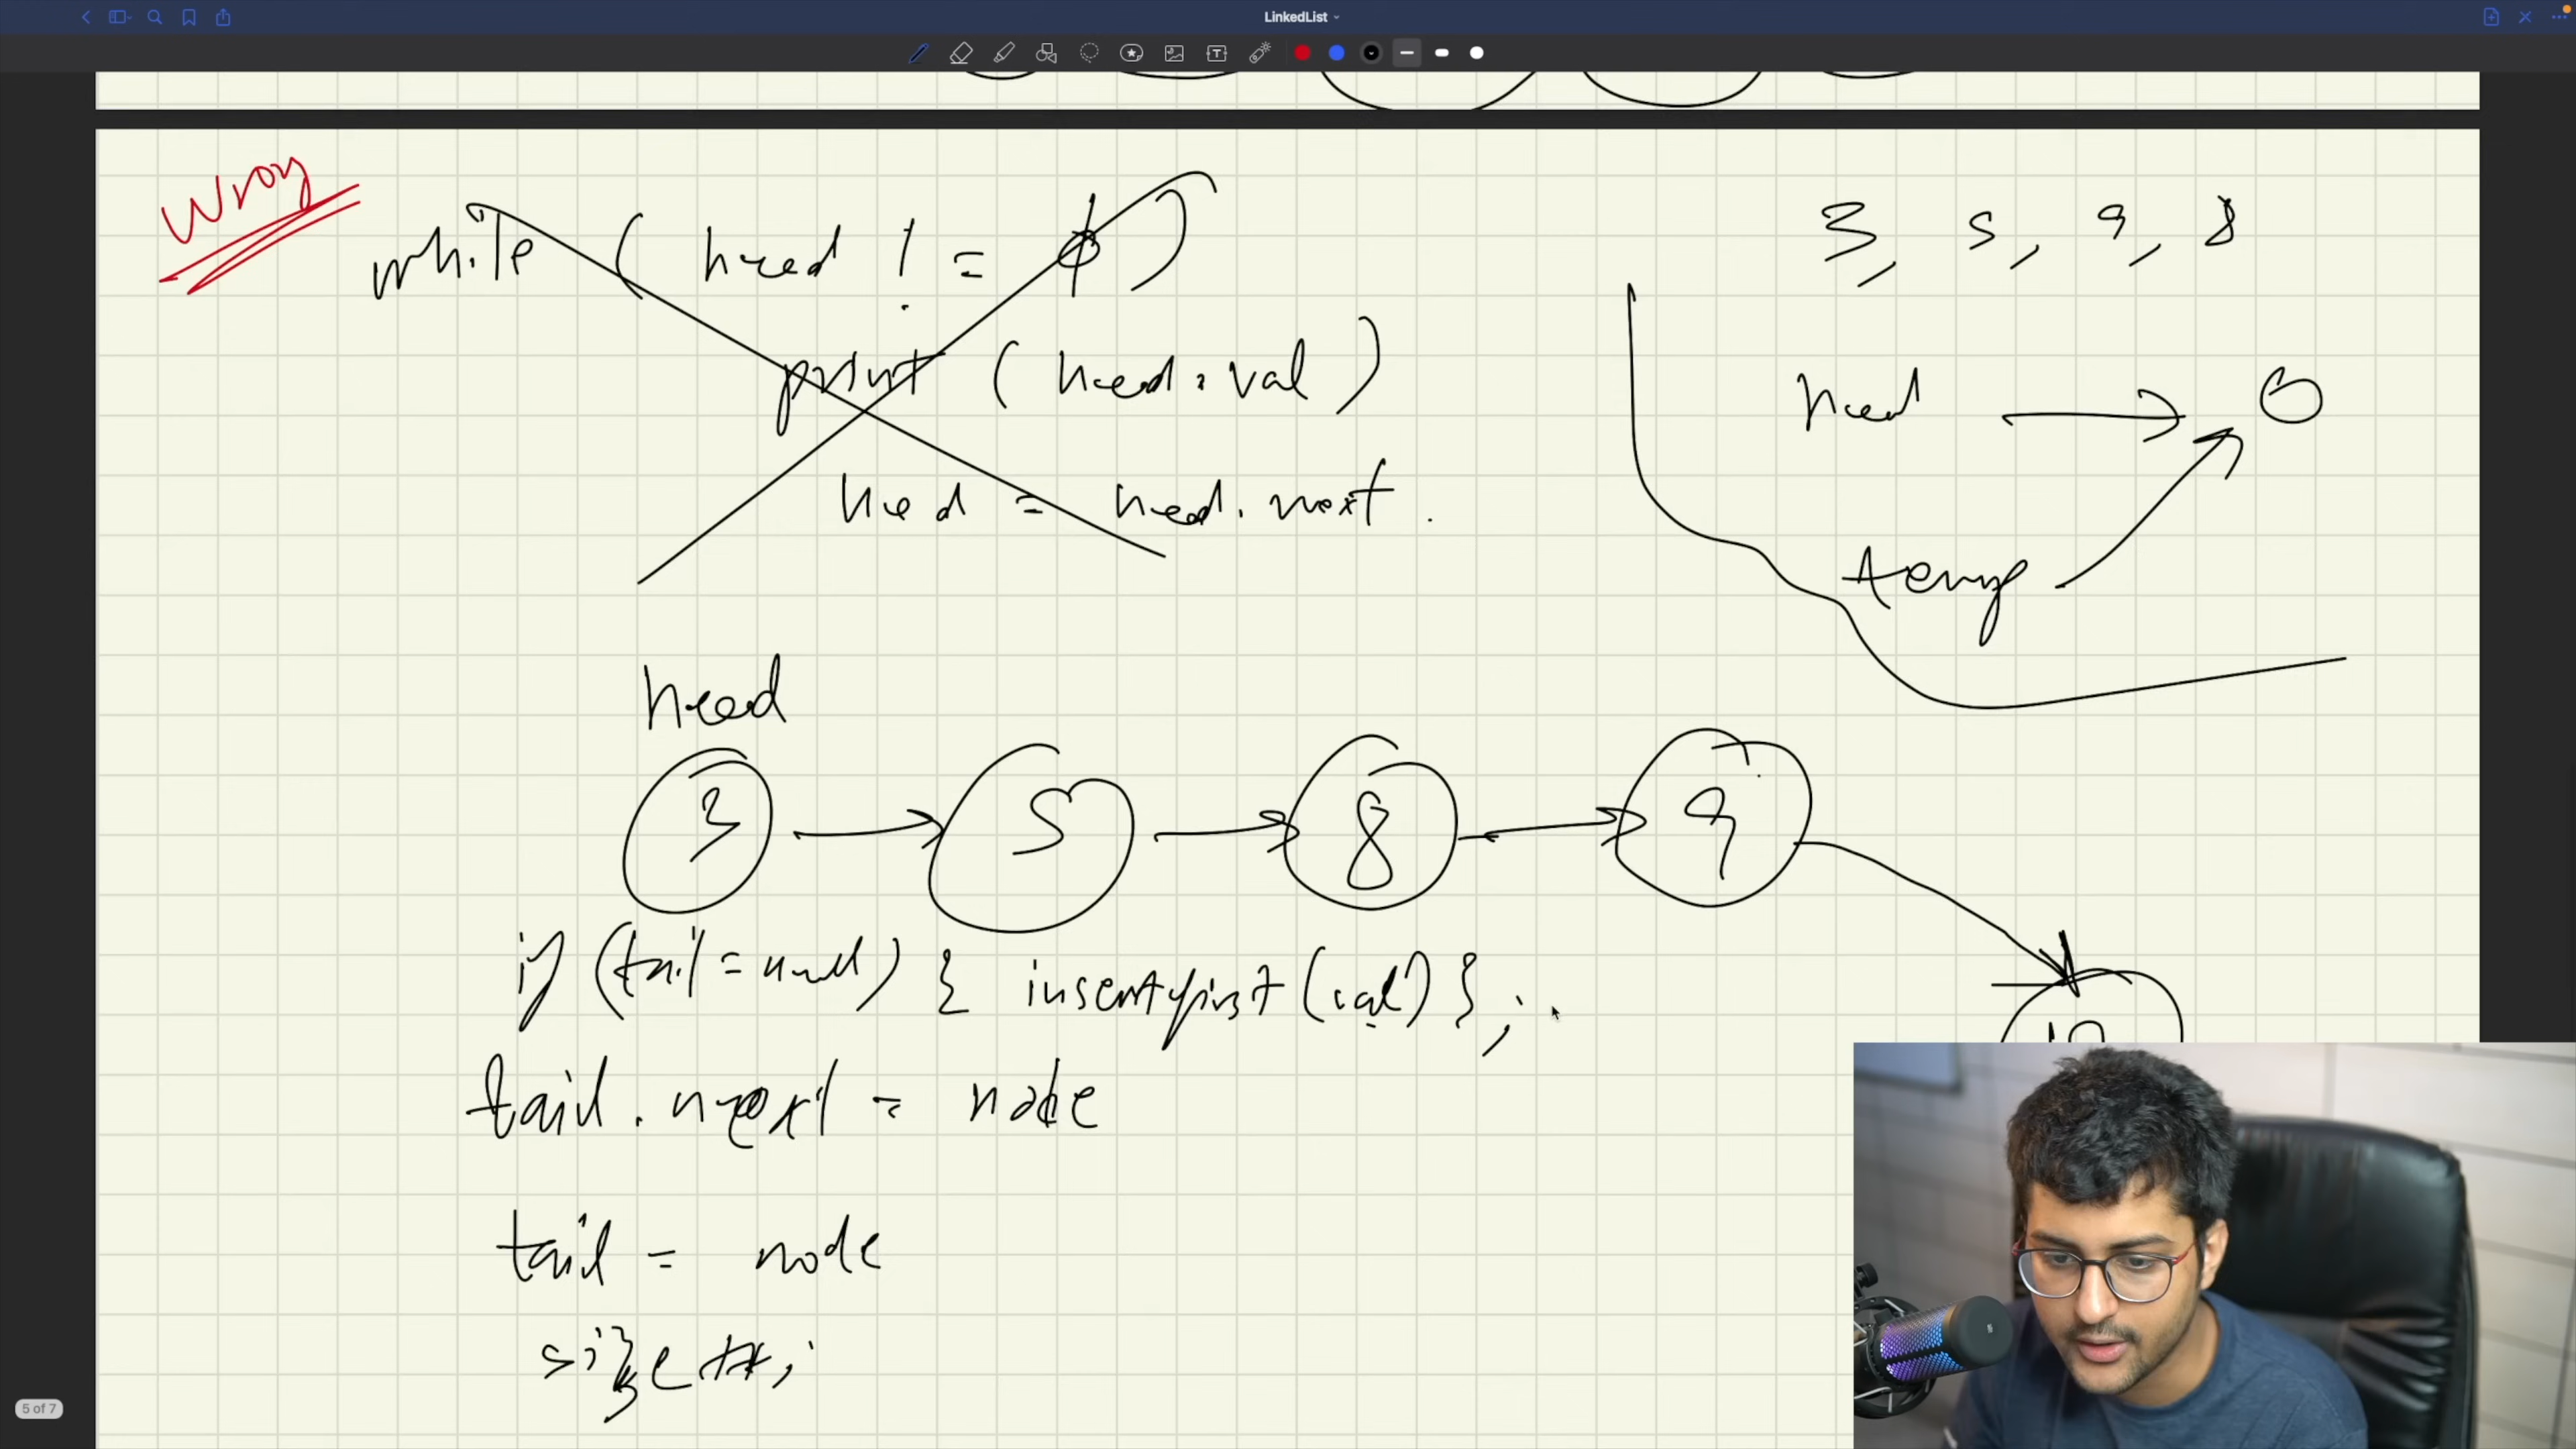 LinkedList
Wrong
while ( head != φ )
print ( head.val )
head = head.next.
3, 5, 9, 8
head
temp
head
3 5 8 9
10
if (tail = null) { insertfirst (val) } ;
tail . next = node
tail = node
size++;
5 of 7